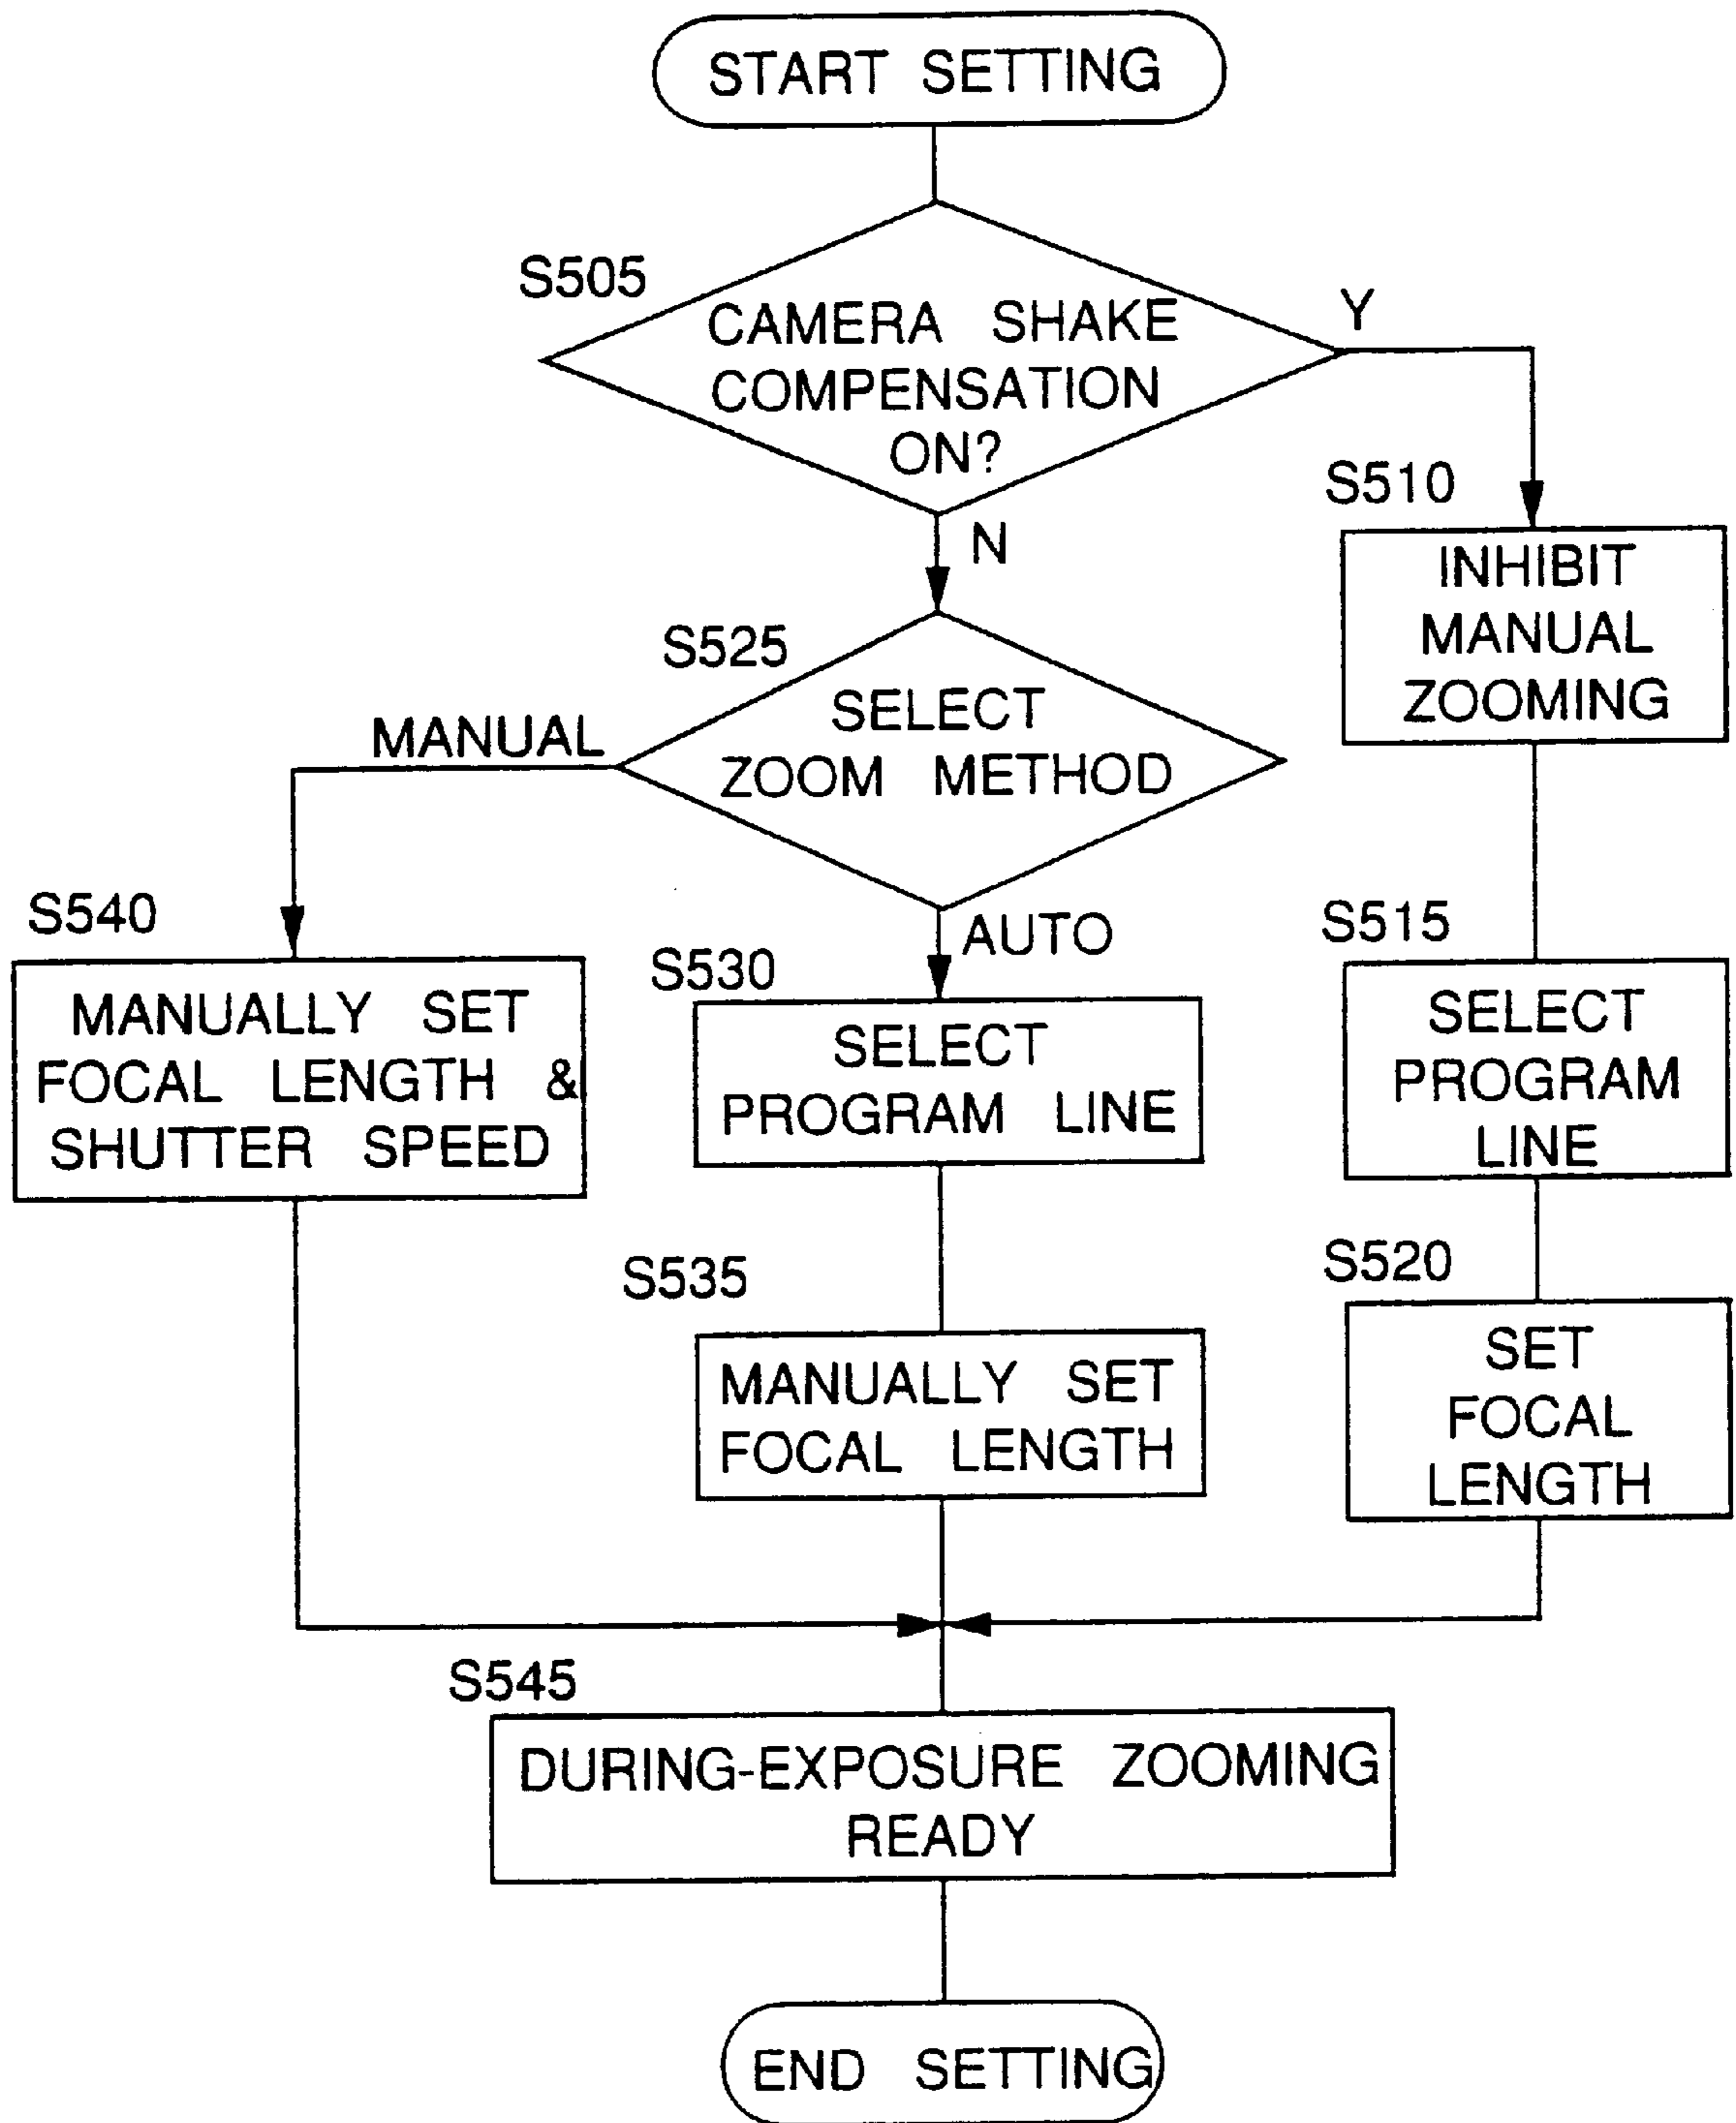 START SETTING
S505
CAMERA SHAKE
COMPENSATION
ON?
Y
N
S510
INHIBIT
MANUAL
ZOOMING
S525
SELECT
ZOOM METHOD
MANUAL
AUTO
S540
MANUALLY SET
FOCAL LENGTH &
SHUTTER SPEED
S530
SELECT
PROGRAM LINE
S515
SELECT
PROGRAM
LINE
S535
MANUALLY SET
FOCAL LENGTH
S520
SET
FOCAL
LENGTH
S545
DURING-EXPOSURE ZOOMING
READY
END SETTING